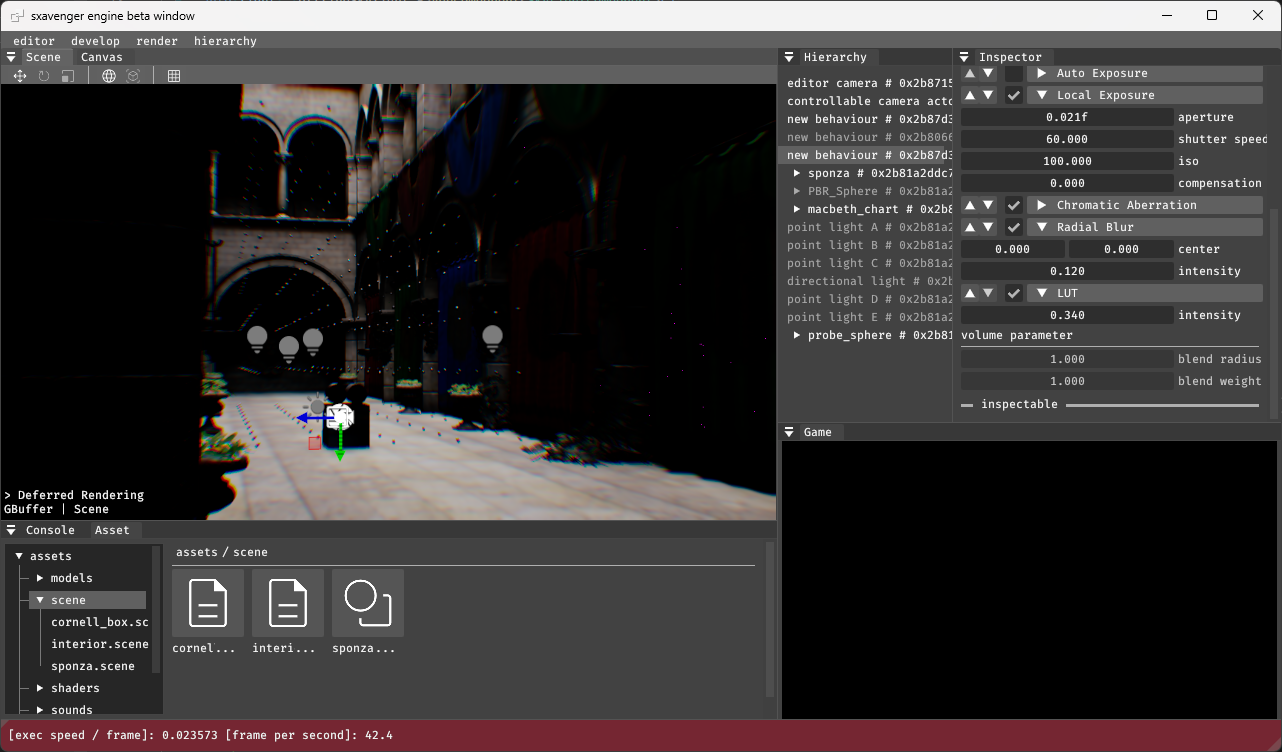 sxavenger engine beta window
editor develop render hierarchy
Scene Canvas
> Deferred Rendering
GBuffer | Scene
Console Asset
assets
models
scene
cornell_box.sc
interior.scene
sponza.scene
shaders
sounds
assets / scene
cornel... interi... sponza...
Hierarchy
editor camera # 0x2b8715
controllable camera acto
new behaviour # 0x2b87d3
new behaviour # 0x2b8066
new behaviour # 0x2b87d3
sponza # 0x2b81a2ddc7
PBR_Sphere # 0x2b81a2
macbeth_chart # 0x2b8
point light A # 0x2b81a2
point light B # 0x2b81a2
point light C # 0x2b81a2
directional light # 0x2b
point light D # 0x2b81a2
point light E # 0x2b81a2
probe_sphere # 0x2b81
Inspector
Auto Exposure
Local Exposure
0.021f aperture
60.000 shutter speed
100.000 iso
0.000 compensation
Chromatic Aberration
Radial Blur
0.000 0.000 center
0.120 intensity
LUT
0.340 intensity
volume parameter
1.000 blend radius
1.000 blend weight
inspectable
Game
[exec speed / frame]: 0.023573 [frame per second]: 42.4